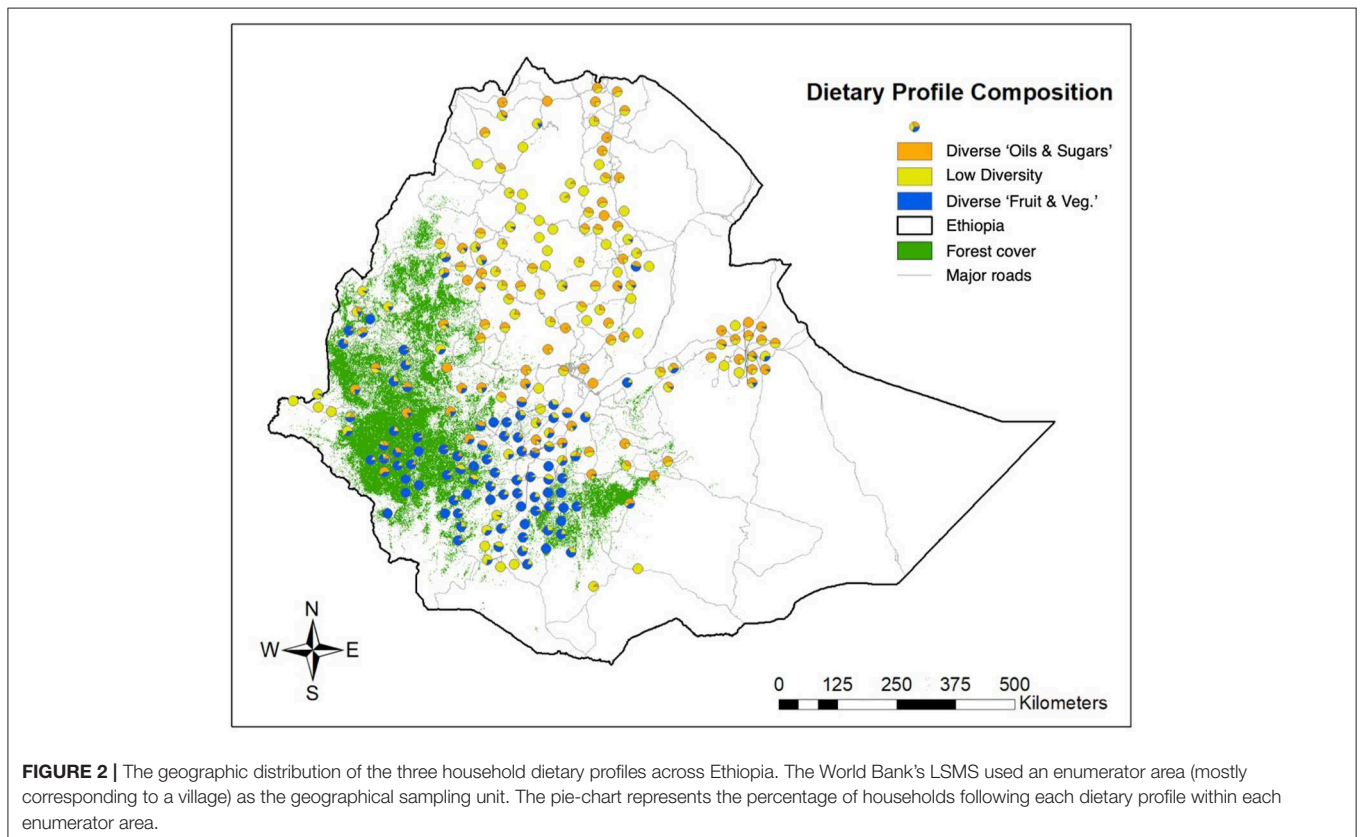 Dietary Profile Composition
Diverse 'Oils & Sugars'
Low Diversity
Diverse 'Fruit & Veg.'
Ethiopia
Forest cover
Major roads
N
W E
S
0 125 250 375 500
Kilometers
FIGURE 2 | The geographic distribution of the three household dietary profiles across Ethiopia. The World Bank's LSMS used an enumerator area (mostly
corresponding to a village) as the geographical sampling unit. The pie-chart represents the percentage of households following each dietary profile within each
enumerator area.